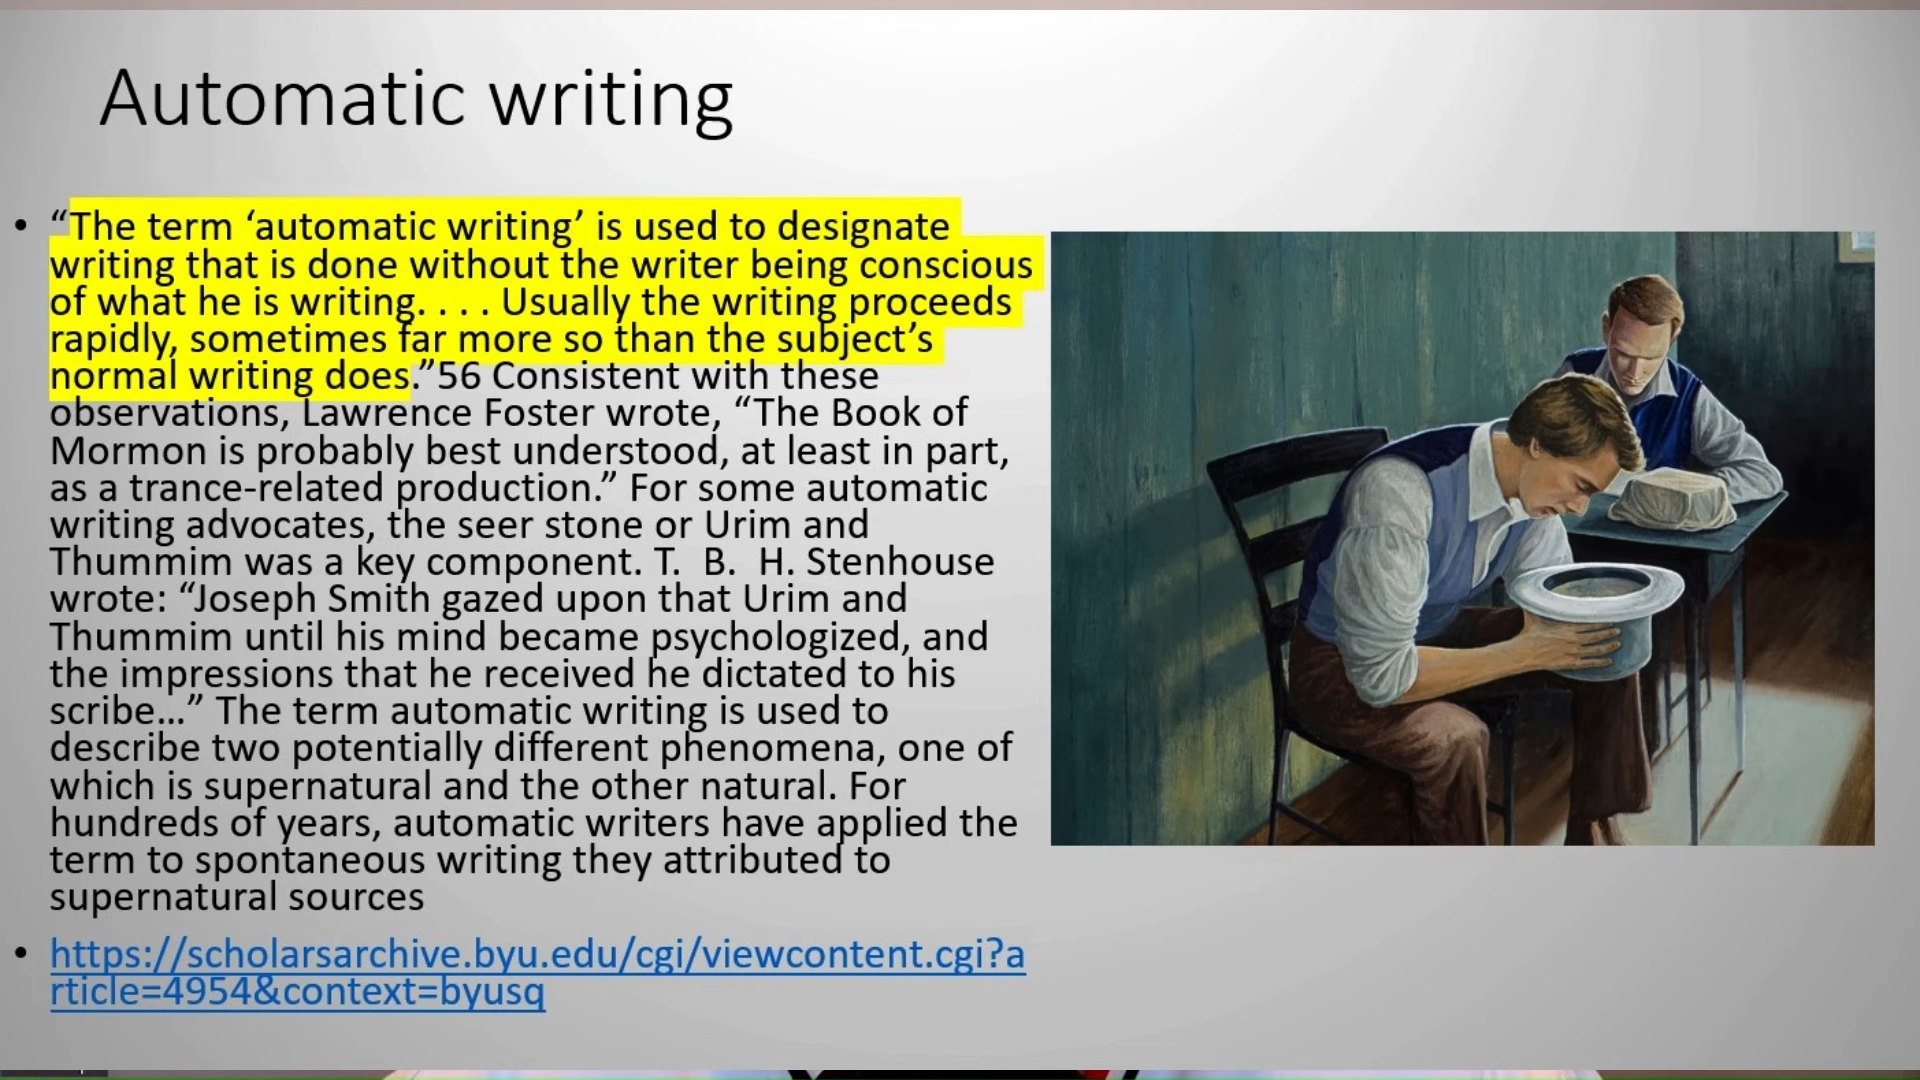 Automatic writing
• “The term ‘automatic writing’ is used to designate
writing that is done without the writer being conscious
of what he is writing. . . . Usually the writing proceeds
rapidly, sometimes far more so than the subject’s
normal writing does.”56 Consistent with these
observations, Lawrence Foster wrote, “The Book of
Mormon is probably best understood, at least in part,
as a trance-related production.” For some automatic
writing advocates, the seer stone or Urim and
Thummim was a key component. T. B. H. Stenhouse
wrote: “Joseph Smith gazed upon that Urim and
Thummim until his mind became psychologized, and
the impressions that he received he dictated to his
scribe…” The term automatic writing is used to
describe two potentially different phenomena, one of
which is supernatural and the other natural. For
hundreds of years, automatic writers have applied the
term to spontaneous writing they attributed to
supernatural sources
• https://scholarsarchive.byu.edu/cgi/viewcontent.cgi?a
rticle=4954&context=byusq